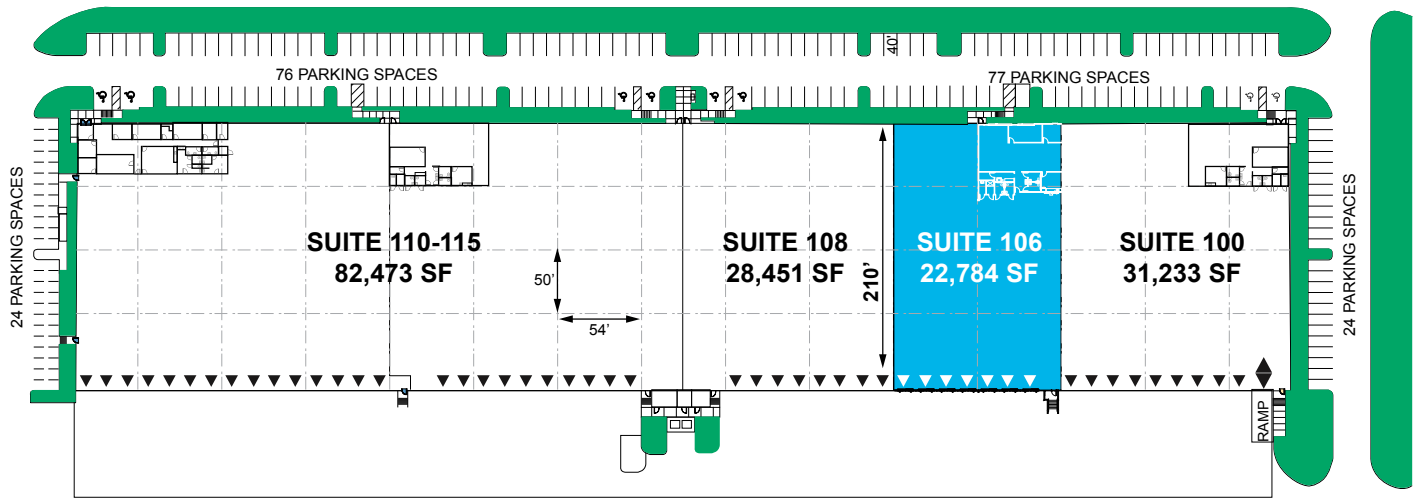 40'
76 PARKING SPACES
77 PARKING SPACES
24 PARKING SPACES
24 PARKING SPACES
SUITE 110-115
82,473 SF
SUITE 108
28,451 SF
SUITE 106
22,784 SF
SUITE 100
31,233 SF
210'
50'
54'
RAMP